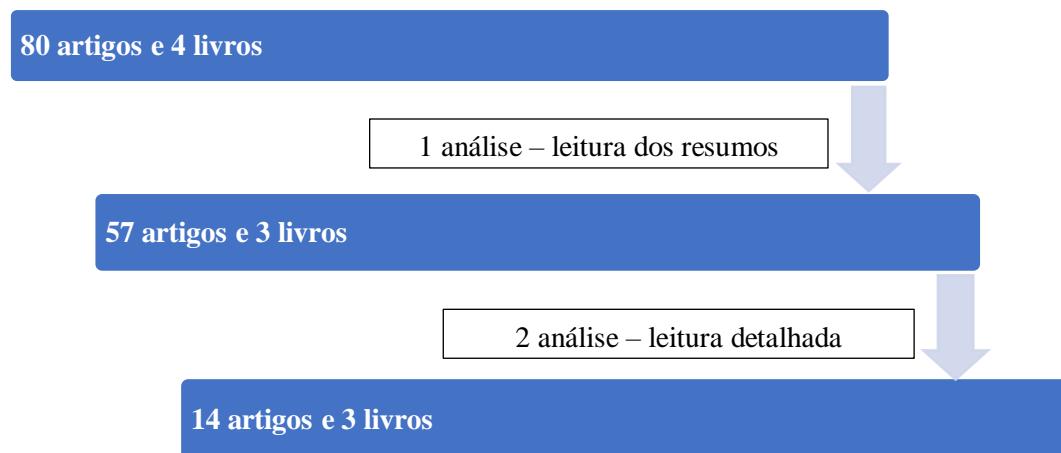 80 artigos e 4 livros
1 análise – leitura dos resumos
57 artigos e 3 livros
2 análise – leitura detalhada
14 artigos e 3 livros